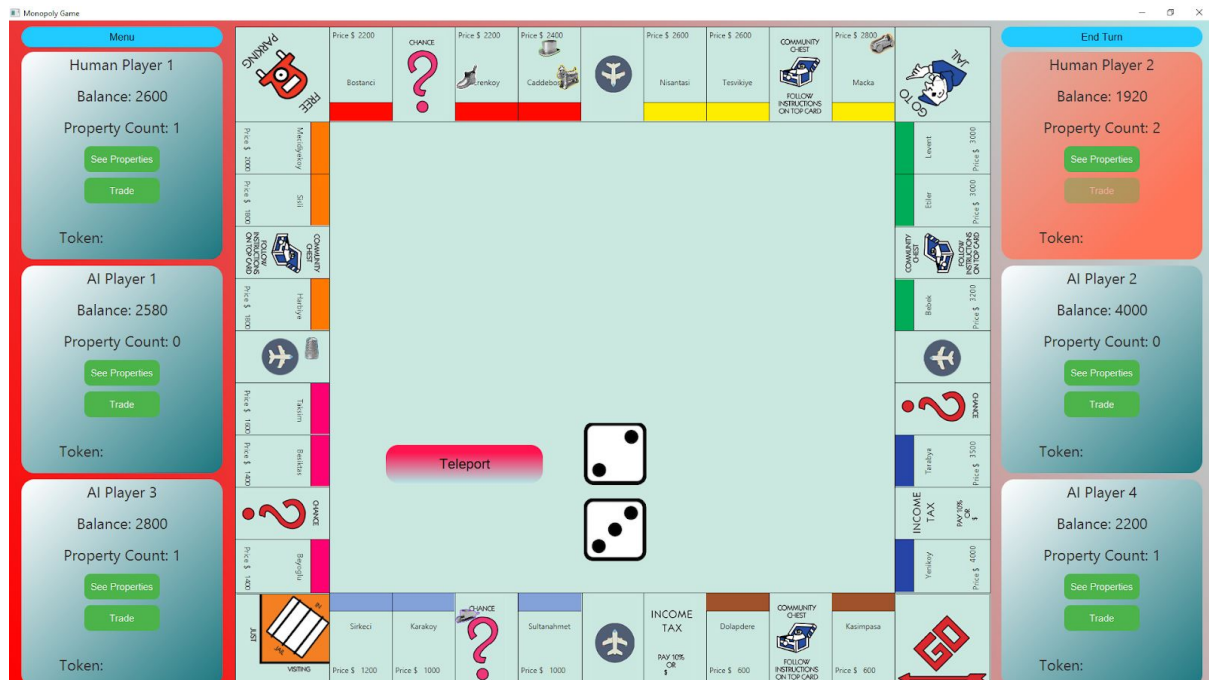 Monopoly Game
Menu
Human Player 1
Balance: 2600
Property Count: 1
See Properties
Trade
Token:
AI Player 1
Balance: 2580
Property Count: 0
See Properties
Trade
Token:
AI Player 3
Balance: 2800
Property Count: 1
See Properties
Trade
Token:
FREE
PARKING
Price $ 2200
Bostanci
CHANCE
Price $ 2200
Price $ 2400
Price $ 2600
Nisantasi
Price $ 2600
Tesvikiye
COMMUNITY
CHEST
FOLLOW
INSTRUCTIONS
ON TOP CARD
Price $ 2800
Macka
GO TO
JAIL
Mecidiyekoy
Price $ 2000
Sisli
Price $ 1800
COMMUNITY
CHEST
FOLLOW
INSTRUCTIONS
ON TOP CARD
Harbiye
Price $ 1800
Taksim
Price $ 1600
Besiktas
Price $ 1400
CHANCE
Beyoglu
Price $ 1400
Levent
Price $ 3000
Etiler
Price $ 3000
COMMUNITY
CHEST
FOLLOW
INSTRUCTIONS
ON TOP CARD
Bebek
Price $ 3200
CHANCE
Tarabya
Price $ 3500
INCOME
TAX
PAY 10%
OR
$
Yenikoy
Price $ 4000
Teleport
JUST
VISITING
IN
JAIL
Sirkeci
Price $ 1200
Karakoy
Price $ 1000
CHANCE
Sultanahmet
Price $ 1000
INCOME
TAX
PAY 10%
OR
$
Dolapdere
Price $ 600
COMMUNITY
CHEST
FOLLOW
INSTRUCTIONS
ON TOP CARD
Kasimpasa
Price $ 600
GO
End Turn
Human Player 2
Balance: 1920
Property Count: 2
See Properties
Trade
Token:
AI Player 2
Balance: 4000
Property Count: 0
See Properties
Trade
Token:
AI Player 4
Balance: 2200
Property Count: 1
See Properties
Trade
Token: